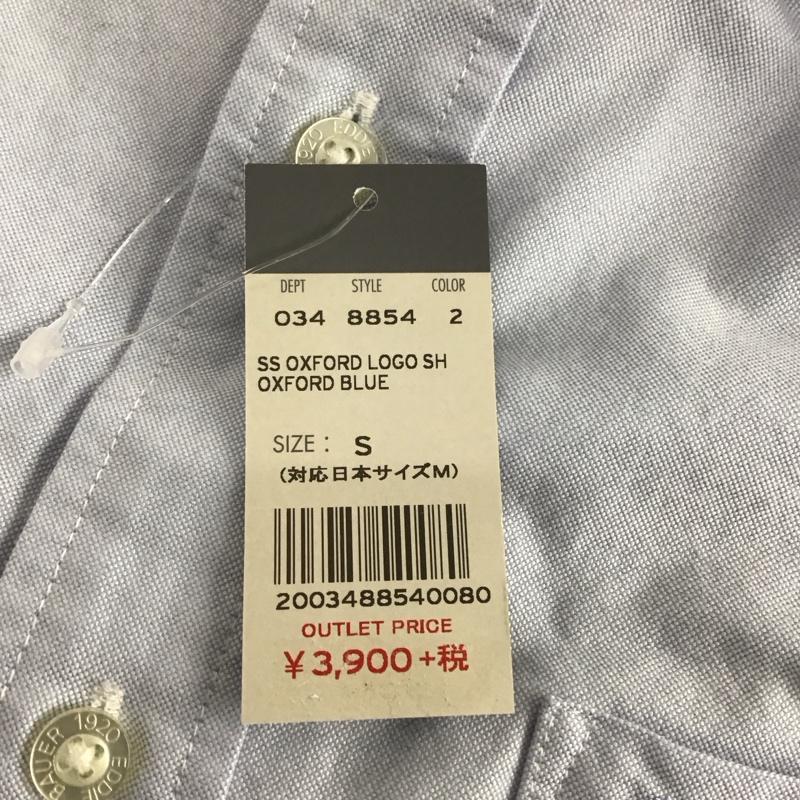 1920 EDDIE
DEPT STYLE COLOR
034 8854 2
SS OXFORD LOGO SH
OXFORD BLUE
SIZE : S
(対応日本サイズM)
2003488540080
OUTLET PRICE
¥3,900+税
BAUER 1920 EDDIE